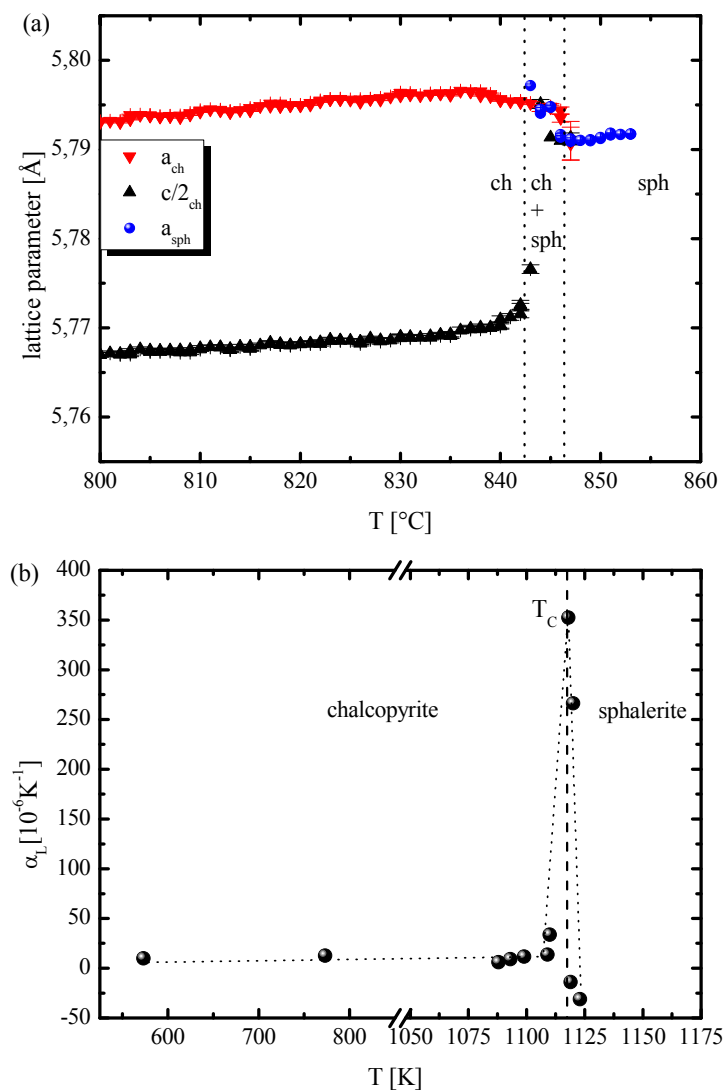 (a)
5,80
5,79
5,78
5,77
5,76
lattice parameter [Å]
a_ch
c/2_ch
a_sph
ch
ch
+
sph
sph
800 810 820 830 840 850 860
T [°C]
(b)
400
350
300
250
200
150
100
50
0
-50
α_L [10^-6 K^-1]
T_C
chalcopyrite
sphalerite
600 700 800 1050 1100 1125 1150 1175
T [K]